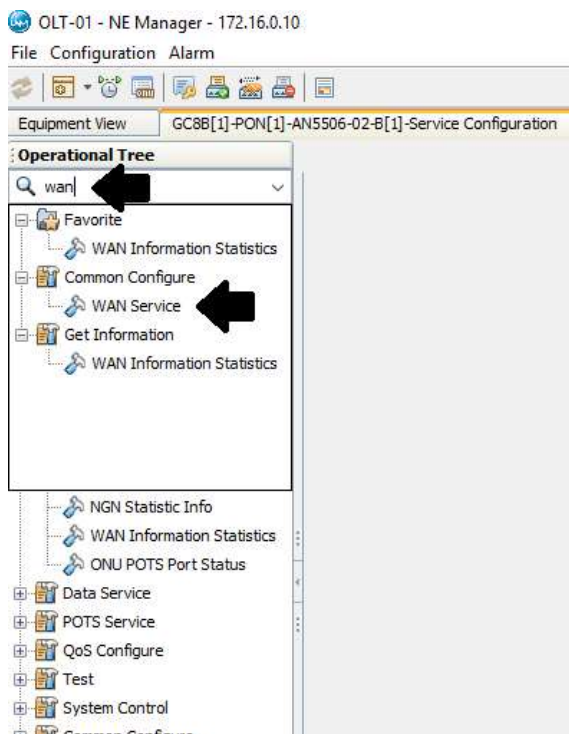 OLT-01 - NE Manager - 172.16.0.10
File Configuration Alarm
Equipment View GC8B[1]-PON[1]-AN5506-02-B[1]-Service Configuration
Operational Tree
wan
Favorite
WAN Information Statistics
Common Configure
WAN Service
Get Information
WAN Information Statistics
NGN Statistic Info
WAN Information Statistics
ONU POTS Port Status
Data Service
POTS Service
QoS Configure
Test
System Control
Common Configure